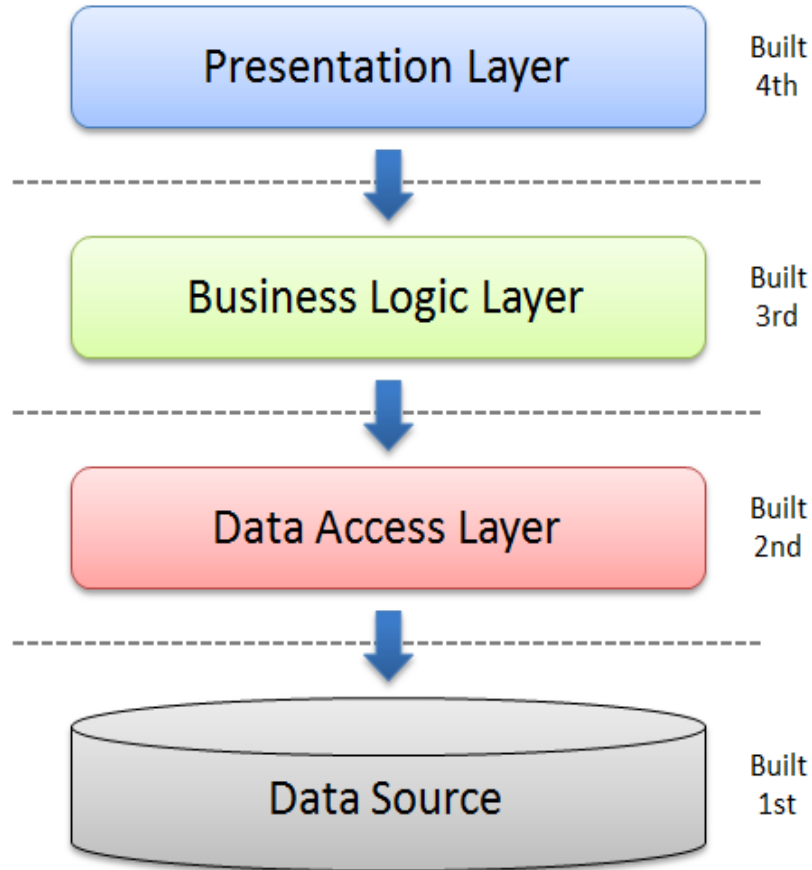 Presentation Layer
Built
4th
Business Logic Layer
Built
3rd
Data Access Layer
Built
2nd
Data Source
Built
1st